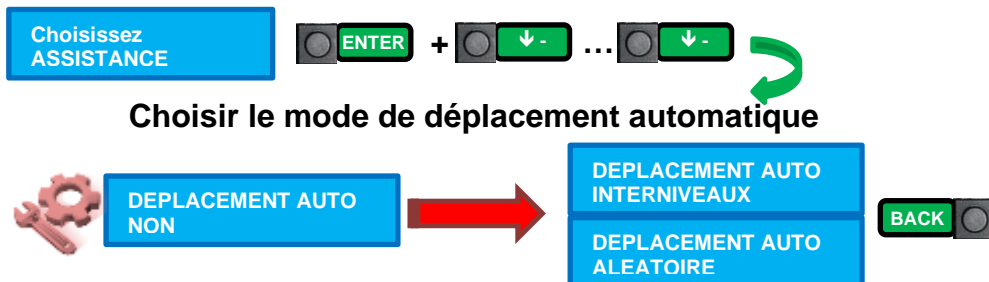 Choisissez
ASSISTANCE
ENTER + ↓ - ... ↓ -
Choisir le mode de déplacement automatique
DEPLACEMENT AUTO
NON
DEPLACEMENT AUTO
INTERNIVEAUX
DEPLACEMENT AUTO
ALEATOIRE
BACK